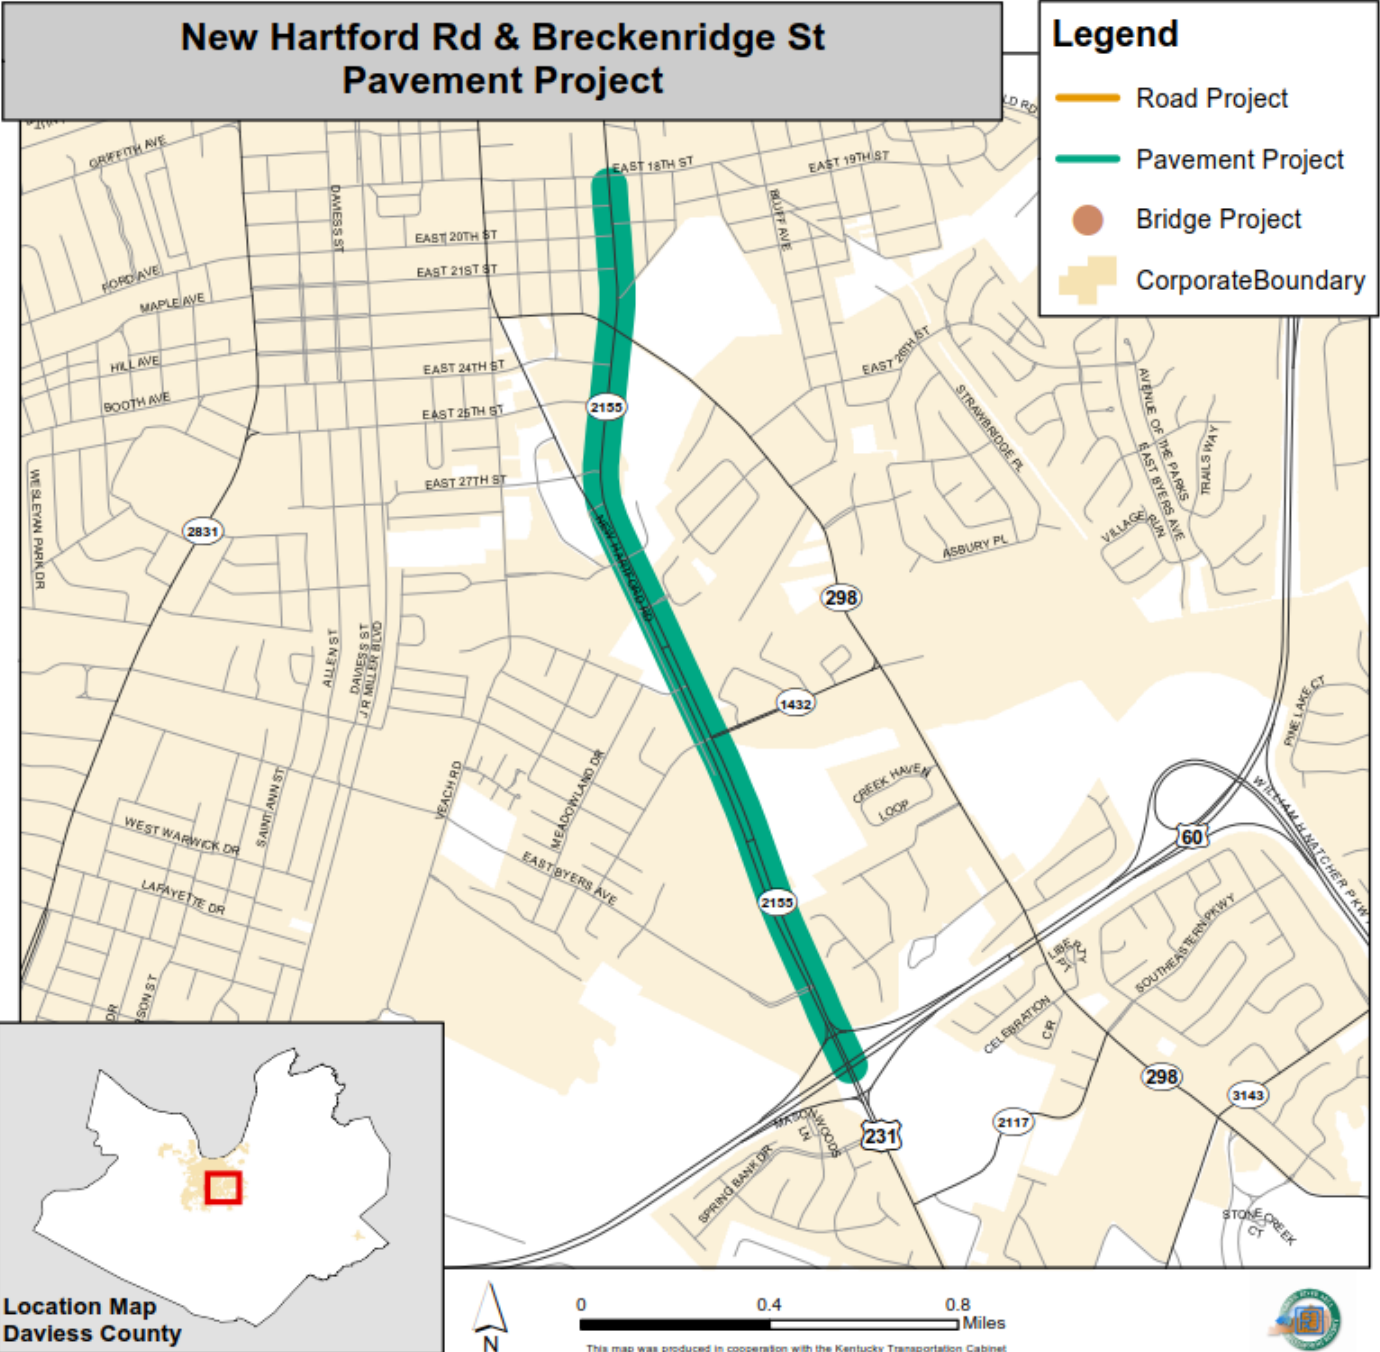 New Hartford Rd & Breckenridge St
Pavement Project
Legend
Road Project
Pavement Project
Bridge Project
CorporateBoundary
LD RD
GRIFFITH AVE
DAVIESS ST
EAST 18TH ST
EAST 19TH ST
BLUFF AVE
EAST 20TH ST
EAST 21ST ST
FORD AVE
MAPLE AVE
HILL AVE
BOOTH AVE
EAST 24TH ST
EAST 25TH ST
EAST 26TH ST
2155
STRAWBRIDGE PL
AVENUE OF THE PARKS
EAST BYERS AVE
TRAILS WAY
VILLAGE RUN
EAST 27TH ST
WESLEYAN PARK DR
2831
NEW HARTFORD RD
ASBURY PL
298
ALLEN ST
DAVIESS ST
J R MILLER BLVD
1432
PINE LAKE CT
VEACH RD
MEADOWLAND DR
CREEK HAVEN
LOOP
WILLIAM H NATCHER PKWY
60
SAINT ANN ST
WEST WARWICK DR
EAST BYERS AVE
LAFAYETTE DR
2155
SOUTHEASTERN PKWY
LIBERTY
PT
CELEBRATION
CIR
DR
RSON ST
298
3143
2117
231
MASON WOODS
LN
SPRING BANK DR
STONE CREEK
CT
Location Map
Daviess County
N
0 0.4 0.8
Miles
This map was produced in cooperation with the Kentucky Transportation Cabinet